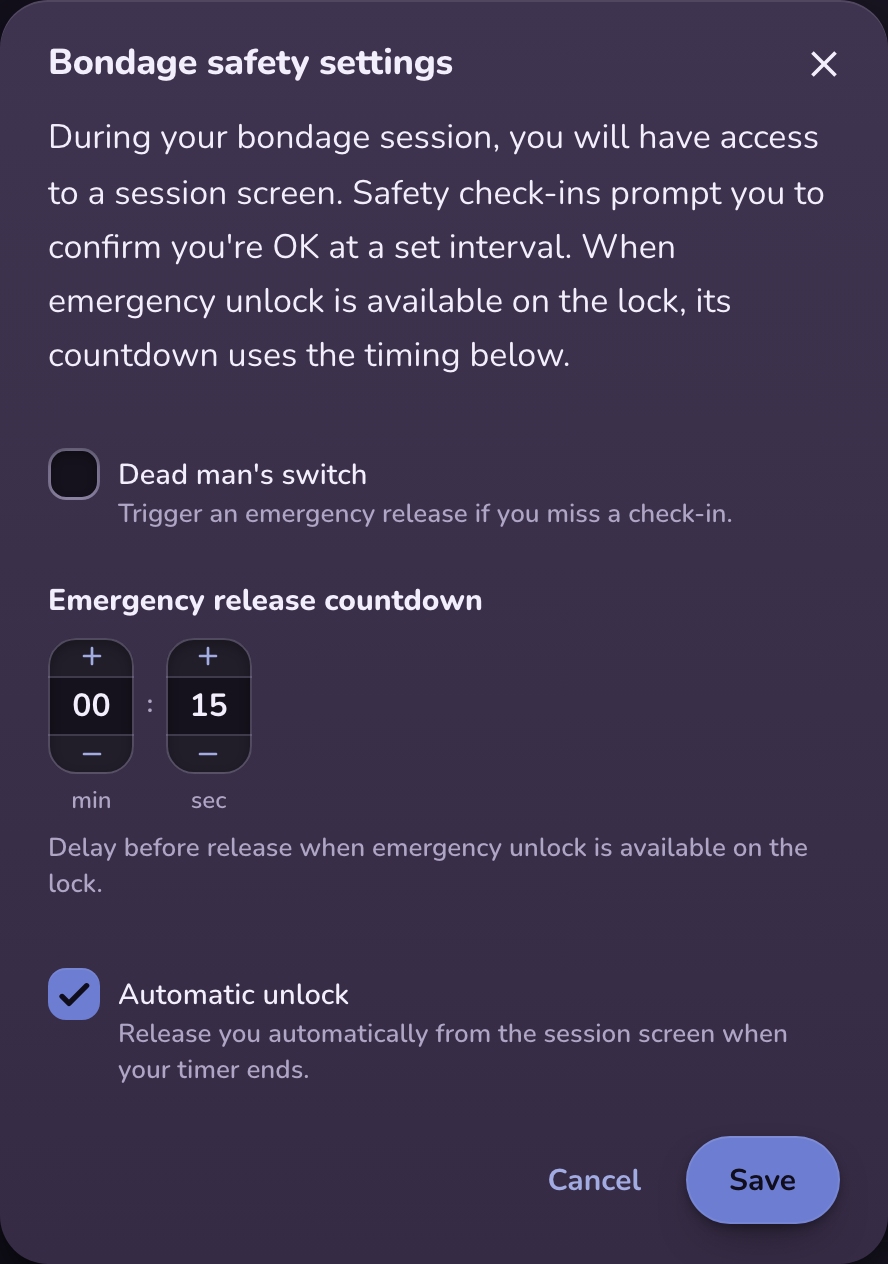 Bondage safety settings
During your bondage session, you will have access
to a session screen. Safety check-ins prompt you to
confirm you're OK at a set interval. When
emergency unlock is available on the lock, its
countdown uses the timing below.
Dead man's switch
Trigger an emergency release if you miss a check-in.
Emergency release countdown
+ +
00 : 15
− −
min sec
Delay before release when emergency unlock is available on the
lock.
Automatic unlock
Release you automatically from the session screen when
your timer ends.
Cancel Save